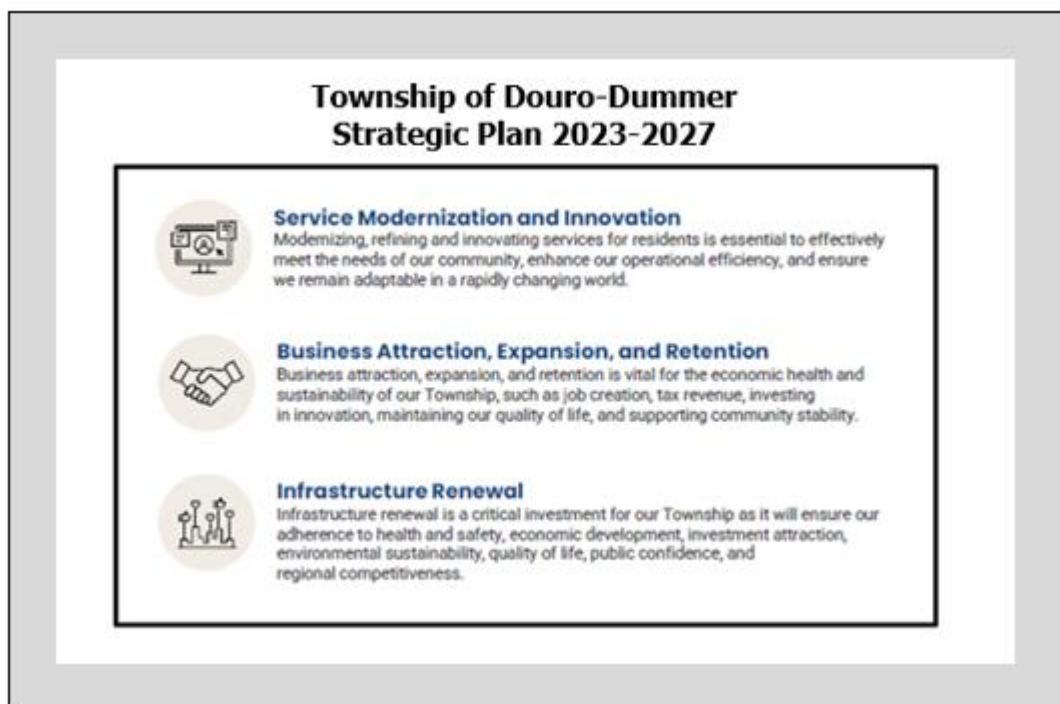 Township of Douro-Dummer
Strategic Plan 2023-2027
Service Modernization and Innovation
Modernizing, refining and innovating services for residents is essential to effectively
meet the needs of our community, enhance our operational efficiency, and ensure
we remain adaptable in a rapidly changing world.
Business Attraction, Expansion, and Retention
Business attraction, expansion, and retention is vital for the economic health and
sustainability of our Township, such as job creation, tax revenue, investing
in innovation, maintaining our quality of life, and supporting community stability.
Infrastructure Renewal
Infrastructure renewal is a critical investment for our Township as it will ensure our
adherence to health and safety, economic development, investment attraction,
environmental sustainability, quality of life, public confidence, and
regional competitiveness.